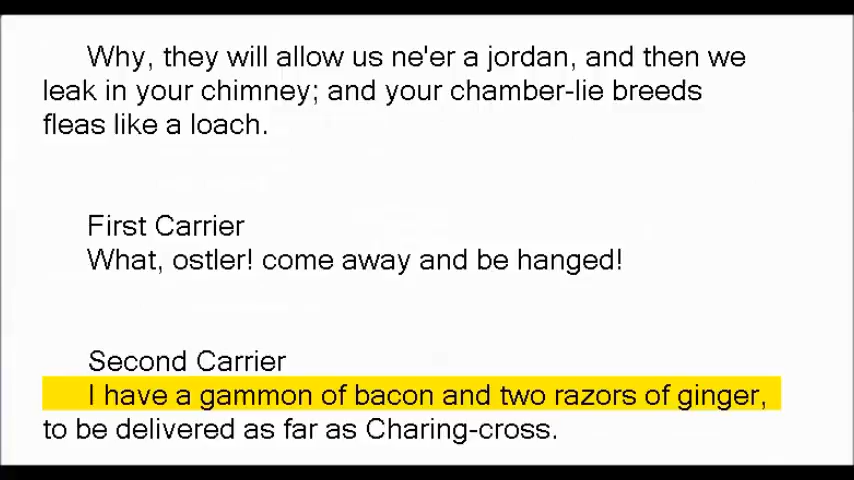 Why, they will allow us ne'er a jordan, and then we
leak in your chimney; and your chamber-lie breeds
fleas like a loach.
First Carrier
What, ostler! come away and be hanged!
Second Carrier
I have a gammon of bacon and two razors of ginger,
to be delivered as far as Charing-cross.